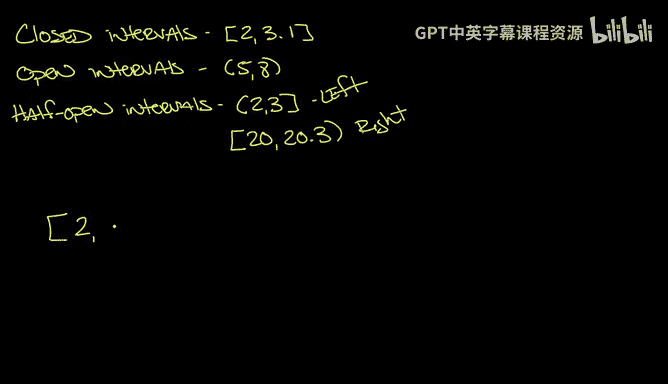 CLOSED INTERVALS - [2, 3.1]
GPT中英字幕课程资源 bilibili
OPEN INTERVALS - (5,8)
HALF-OPEN INTERVALS - (2,3] - LEFT
[20, 20.3) RIGHT
[2, .